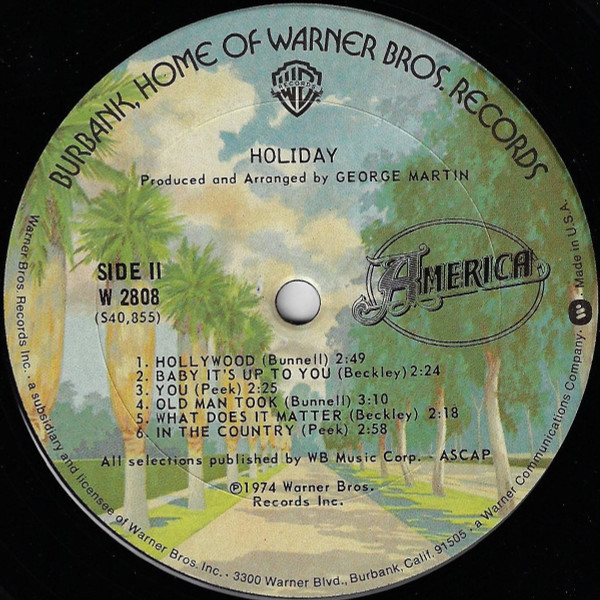 BURBANK, HOME OF WARNER BROS. RECORDS
WB
RECORDS
HOLIDAY
Produced and Arranged by GEORGE MARTIN
SIDE II
W 2808
(S40,855)
AMERICA
1. HOLLYWOOD (Bunnell) 2:49
2. BABY IT'S UP TO YOU (Beckley) 2:24
3. YOU (Peek) 2:25
4. OLD MAN TOOK (Bunnell) 3:10
5. WHAT DOES IT MATTER (Beckley) 2:18
6. IN THE COUNTRY (Peek) 2:58
All selections published by WB Music Corp. - ASCAP
℗1974 Warner Bros.
Records Inc.
Warner Bros. Records Inc. · a subsidiary and licensee of Warner Bros. Inc. · 3300 Warner Blvd., Burbank, Calif. 91505 · a Warner Communications Company · Made in U.S.A.